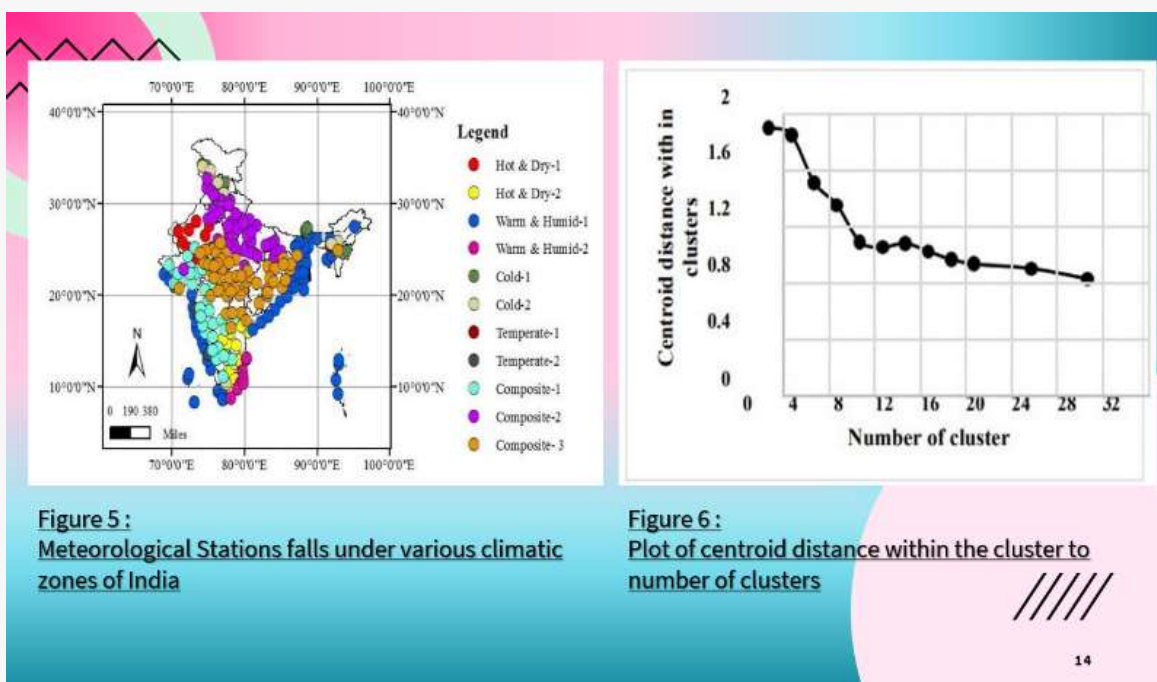 70°0'0"E 80°0'0"E 90°0'0"E 100°0'0"E
40°0'0"N 40°0'0"N
30°0'0"N 30°0'0"N
20°0'0"N 20°0'0"N
10°0'0"N 10°0'0"N
N
0 190 380
Miles
70°0'0"E 80°0'0"E 90°0'0"E 100°0'0"E
Legend
Hot & Dry-1
Hot & Dry-2
Warm & Humid-1
Warm & Humid-2
Cold-1
Cold-2
Temperate-1
Temperate-2
Composite-1
Composite-2
Composite- 3
Centroid distance with in
clusters
2
1.6
1.2
0.8
0.4
0
0 4 8 12 16 20 24 28 32
Number of cluster
Figure 5 :
Meteorological Stations falls under various climatic
zones of India
Figure 6 :
Plot of centroid distance within the cluster to
number of clusters
14